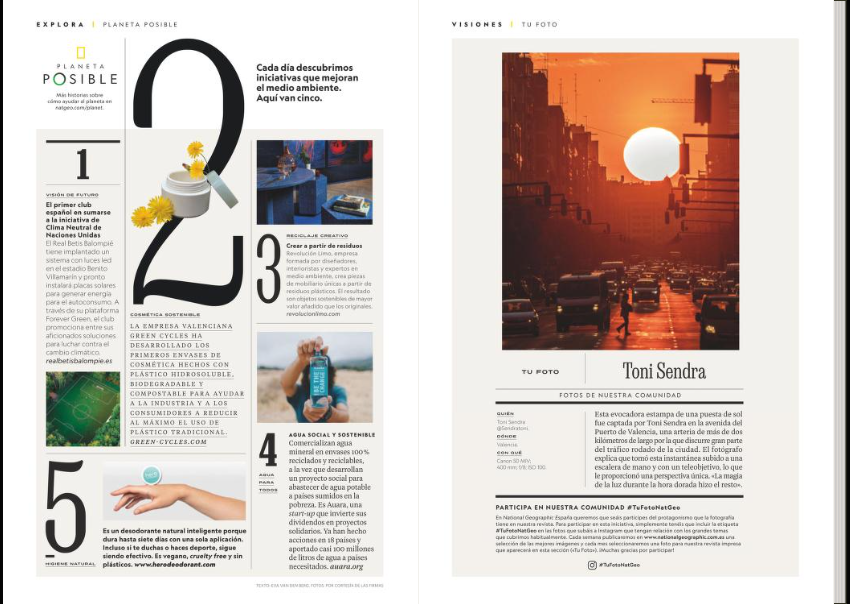 EXPLORA | PLANETA POSIBLE
PLANETA
POSIBLE
Más historias sobre
cómo ayudar al planeta en
natgeo.com/planet.
2
Cada día descubrimos
iniciativas que mejoran
el medio ambiente.
Aquí van cinco.
1
VISIÓN DE FUTURO
El primer club
español en sumarse
a la iniciativa de
Clima Neutral de
Naciones Unidas
El Real Betis Balompié
tiene implantado un
sistema con luces led
en el estadio Benito
Villamarín y pronto
instalará placas solares
para generar energía
para el autoconsumo. A
través de su plataforma
Forever Green, el club
promociona entre sus
aficionados soluciones
para luchar contra el
cambio climático.
realbetisbalompie.es
COSMÉTICA SOSTENIBLE
LA EMPRESA VALENCIANA
GREEN CYCLES HA
DESARROLLADO LOS
PRIMEROS ENVASES DE
COSMÉTICA HECHOS CON
PLÁSTICO HIDROSOLUBLE,
BIODEGRADABLE Y
COMPOSTABLE PARA AYUDAR
A LA INDUSTRIA Y A LOS
CONSUMIDORES A REDUCIR
AL MÁXIMO EL USO DE
PLÁSTICO TRADICIONAL.
GREEN-CYCLES.COM
3
RECICLAJE CREATIVO
Crear a partir de residuos
Revolución Limo, empresa
formada por diseñadores,
interioristas y expertos en
medio ambiente, crea piezas
de mobiliario únicas a partir de
residuos plásticos. El resultado
son objetos sostenibles de mayor
valor añadido que los originales.
revolucionlimo.com
4
AGUA
PARA
TODOS
AGUA SOCIAL Y SOSTENIBLE
Comercializan agua
mineral en envases 100%
reciclados y reciclables,
a la vez que desarrollan
un proyecto social para
abastecer de agua potable
a países sumidos en la
pobreza. Es Auara, una
start-up que invierte sus
dividendos en proyectos
solidarios. Ya han hecho
acciones en 18 países y
aportado casi 100 millones
de litros de agua a países
necesitados. auara.org
5
HIGIENE NATURAL
Es un desodorante natural inteligente porque
dura hasta siete días con una sola aplicación.
Incluso si te duchas o haces deporte, sigue
siendo efectivo. Es vegano, cruelty free y sin
plásticos. www.herodeodorant.com
VISIONES | TU FOTO
TU FOTO
Toni Sendra
FOTOS DE NUESTRA COMUNIDAD
QUIÉN
Toni Sendra
DÓNDE
Valencia
CON QUÉ
Esta evocadora estampa de una puesta de sol
fue captada por Toni Sendra en la avenida del
Puerto de Valencia, una arteria de más de dos
kilómetros de largo por la que discurre gran parte
del tráfico rodado de la ciudad. El fotógrafo
explica que tomó esta instantánea subido a una
escalera de mano y con un teleobjetivo, lo que
le proporcionó una perspectiva única. «La magia
de la luz durante la hora dorada hizo el resto».
PARTICIPA EN NUESTRA COMUNIDAD #TuFotoNatGeo
En National Geographic España queremos que seáis partícipes del protagonismo que la fotografía
tiene en nuestra revista. Para participar en esta iniciativa, simplemente tenéis que incluir la etiqueta
#TuFotoNatGeo en las fotos que subáis a Instagram que tengan relación con los grandes temas
que cubrimos habitualmente. Cada semana publicaremos en www.nationalgeographic.com.es una
selección de las mejores imágenes y cada mes seleccionaremos una foto para nuestra revista impresa
que aparecerá en esta sección («Tu Foto»). ¡Muchas gracias por participar!
#TuFotoNatGeo